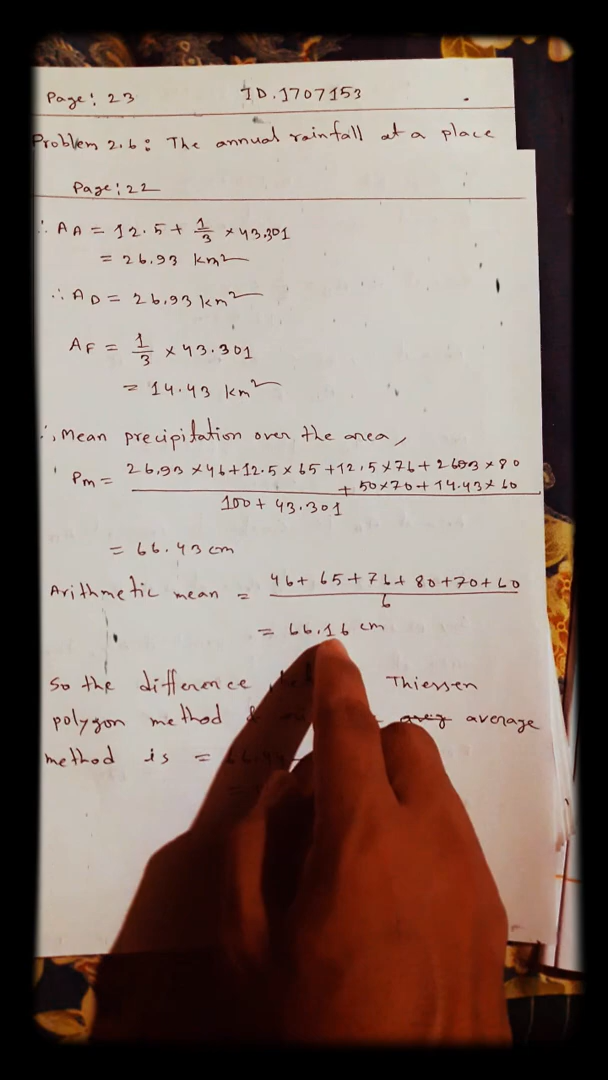 Page: 23 ID.1707153
Problem 2.6: The annual rainfall at a place
Page: 22
∴ AA = 12.5 + 1/3 × 43.301
= 26.93 km²
∴ AD = 26.93 km²
AF = 1/3 × 43.301
= 14.43 km²
∴ Mean precipitation over the area,
Pm = 26.93 × 46 + 12.5 × 65 + 12.5 × 76 + 26.93 × 80
+ 50 × 70 + 14.43 × 60
100 + 43.301
= 66.43 cm
Arithmetic mean = 46 + 65 + 76 + 80 + 70 + 60
6
= 66.16 cm
So the difference Thiessen
polygon method & average
method is =